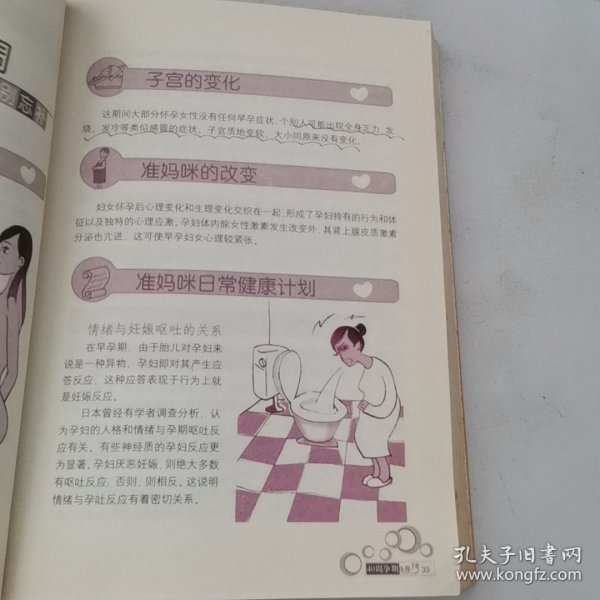 周
别忘补
子宫的变化
这期间大部分怀孕女性没有任何早孕症状,个别人可能出现全身乏力、发
烧、发冷等类似感冒的症状。子宫质地变软,大小同原来没有变化。
准妈咪的改变
妇女怀孕后心理变化和生理变化交织在一起,形成了孕妇特有的行为和体
征以及独特的心理应激。孕妇体内除女性激素发生改变外,其肾上腺皮质激素
分泌也亢进,这可使早孕妇女心理较紧张。
准妈咪日常健康计划
情绪与妊娠呕吐的关系
在早孕期,由于胎儿对孕妇来
说是一种异物,孕妇即对其产生应
答反应,这种应答表现于行为上就
是妊娠反应。
日本曾经有学者调查分析,认
为孕妇的人格和情绪与孕期呕吐反
应有关。有些神经质的孕妇反应更
为显著。孕妇厌恶妊娠,则绝大多数
有呕吐反应;否则,则相反。这说明
情绪与孕吐反应有着密切关系。
40周孕期
39
孔夫子旧书网
www.kongfz.com